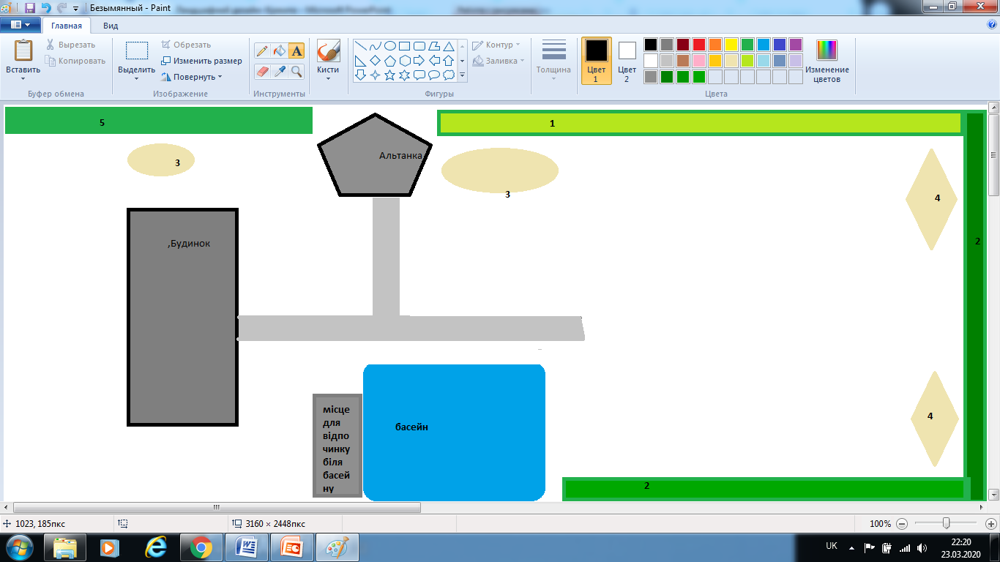 Безымянный - Paint
Главная
Вид
Вставить
Вырезать
Копировать
Буфер обмена
Выделить
Обрезать
Изменить размер
Повернуть
Изображение
Инструменты
Кисти
Контур
Заливка
Фигуры
Толщина
Цвет
1
Цвет
2
Изменение
цветов
Цвета
5
1
3
Альтанка
3
4
2
,Будинок
місце
для
відпо
чинку
біля
басей
ну
басейн
4
2
1023, 185пкс
3160 × 2448пкс
100%
UK
22:20
23.03.2020